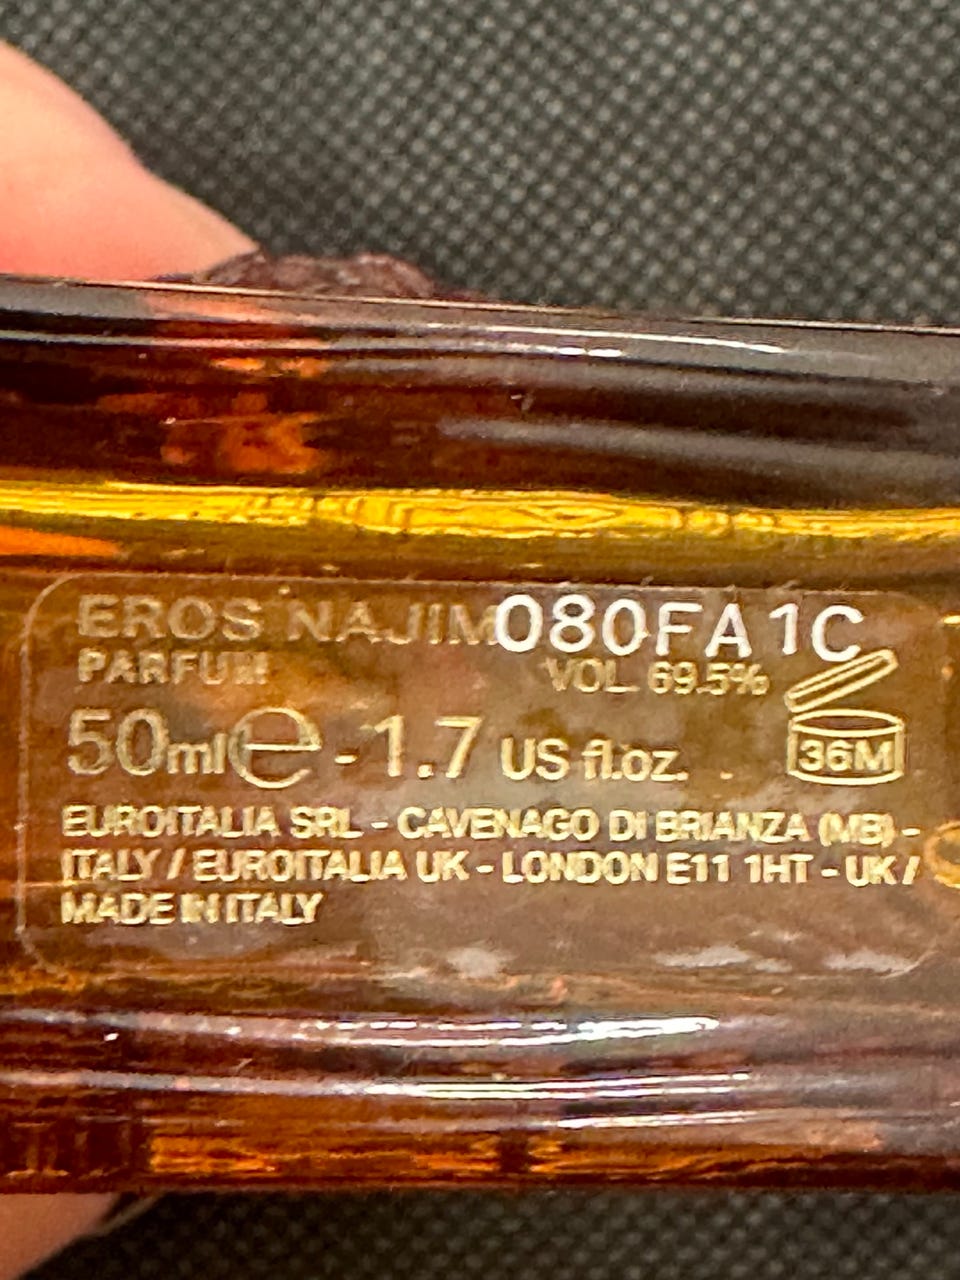 EROS NAJIM 080FA1C
PARFUM VOL. 69.5%
50ml e - 1.7 US fl.oz. 36M
EUROITALIA SRL - CAVENAGO DI BRIANZA (MB) -
ITALY / EUROITALIA UK - LONDON E11 1HT - UK /
MADE IN ITALY